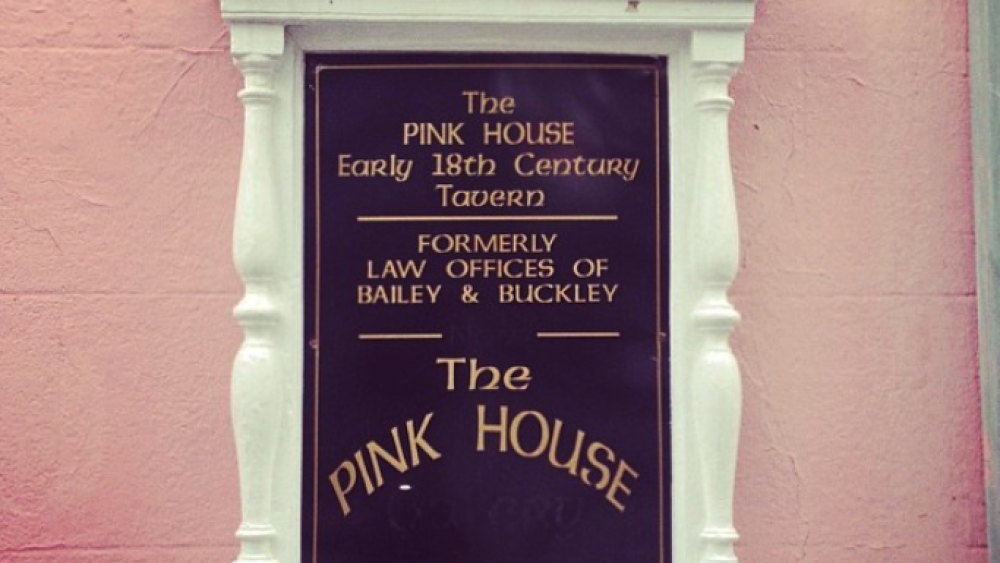 The
PINK HOUSE
Early 18th Century
Tavern
FORMERLY
LAW OFFICES OF
BAILEY & BUCKLEY
The
PINK HOUSE